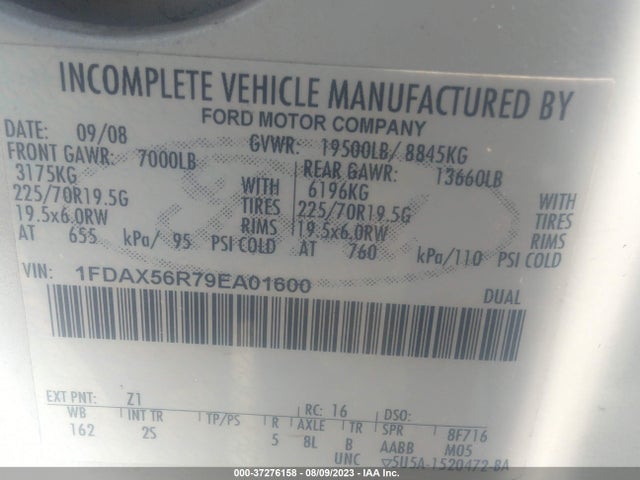 INCOMPLETE VEHICLE MANUFACTURED BY
FORD MOTOR COMPANY
DATE: 09/08 GVWR: 19500LB/ 8845KG
FRONT GAWR: 7000LB REAR GAWR: 13660LB
3175KG WITH 6196KG WITH
225/70R19.5G TIRES 225/70R19.5G TIRES
19.5x6.0RW RIMS 19.5x6.0RW RIMS
AT 655 kPa/ 95 PSI COLD AT 760 kPa/110 PSI COLD
VIN: 1FDAX56R79EA01600
DUAL
EXT PNT: Z1 RC: 16 DSO:
WB INT TR TP/PS R AXLE TR SPR 8F716
162 2S 5 8L B AABB M05
UNC ▽5U5A-1520472-BA
000-37276158 - 08/09/2023 - IAA Inc.